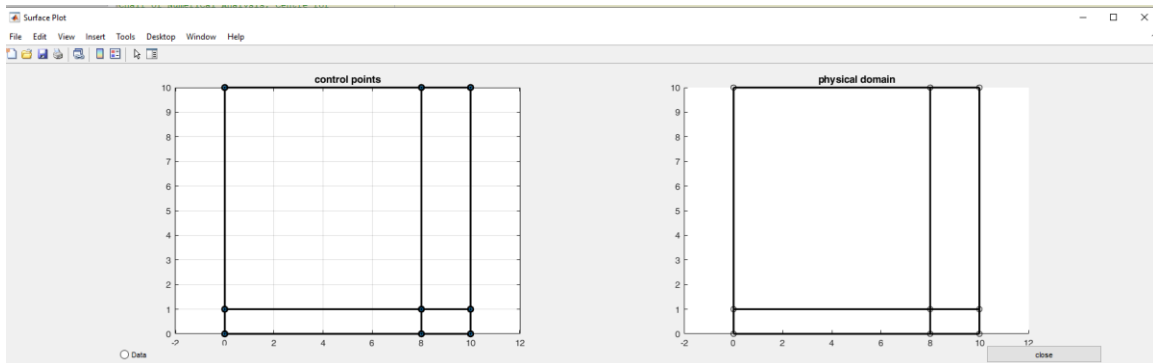 Surface Plot
File Edit View Insert Tools Desktop Window Help
control points
10
9
8
7
6
5
4
3
2
1
0
-2 0 2 4 6 8 10 12
physical domain
10
9
8
7
6
5
4
3
2
1
0
-2 0 2 4 6 8 10 12
Data
close